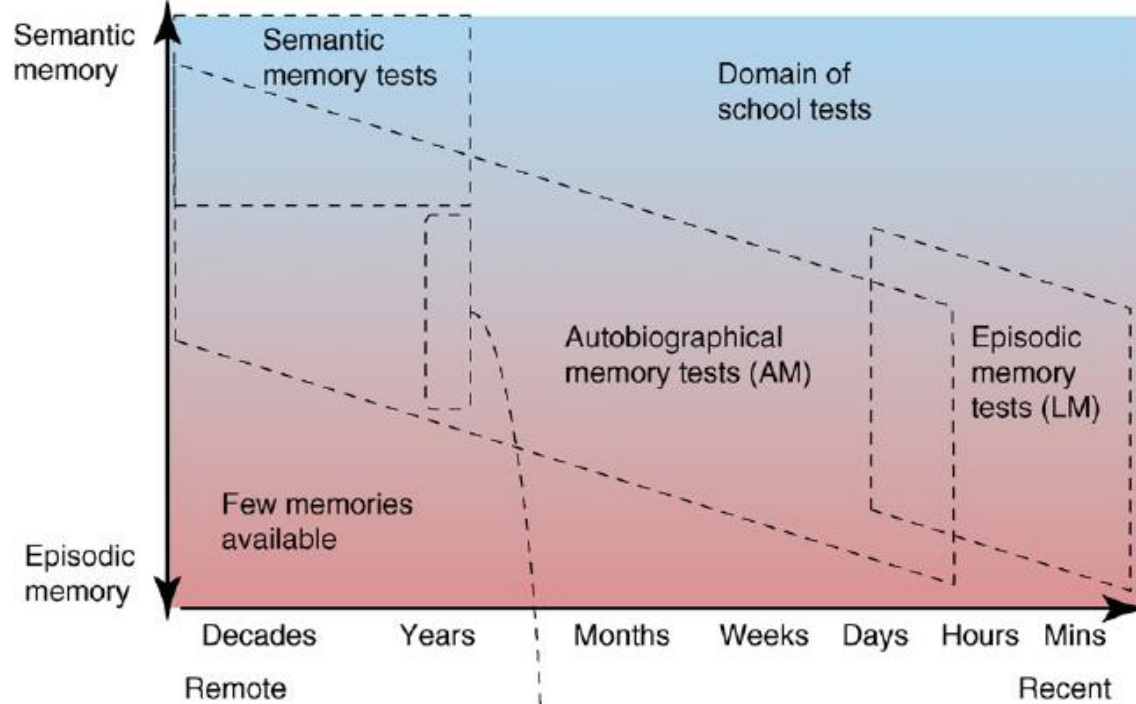 Semantic
memory
Semantic
memory tests
Domain of
school tests
Autobiographical
memory tests (AM)
Episodic
memory
tests (LM)
Few memories
available
Episodic
memory
Decades Years Months Weeks Days Hours Mins
Remote Recent